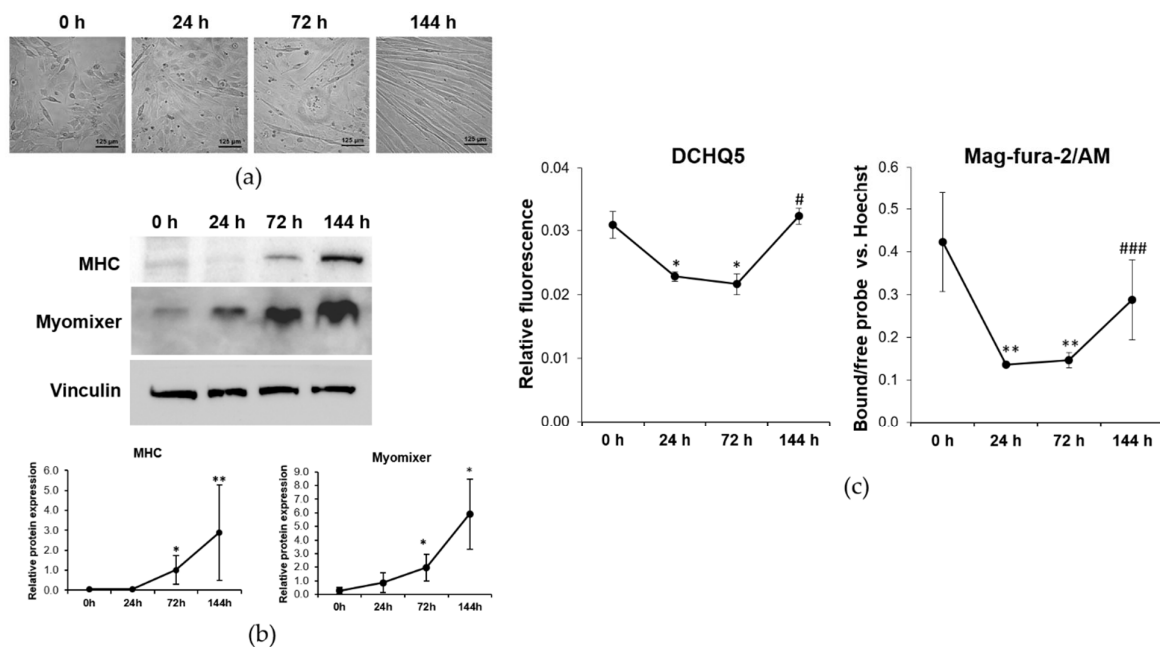 0 h 24 h 72 h 144 h
125 µm 125 µm 125 µm 125 µm
(a)
0 h 24 h 72 h 144 h
MHC
Myomixer
Vinculin
MHC
Relative protein expression
6.0
5.0
4.0
3.0
2.0
1.0
0.0
* **
0h 24h 72h 144h
Myomixer
Relative protein expression
9.0
8.0
7.0
6.0
5.0
4.0
3.0
2.0
1.0
0.0
* *
0h 24h 72h 144h
(b)
DCHQ5
Relative fluorescence
0.04
0.03
0.02
0.01
0.00
* * #
0 h 24 h 72 h 144 h
Mag-fura-2/AM
Bound/free probe vs. Hoechst
0.6
0.5
0.4
0.3
0.2
0.1
0.0
** ** ###
0 h 24 h 72 h 144 h
(c)